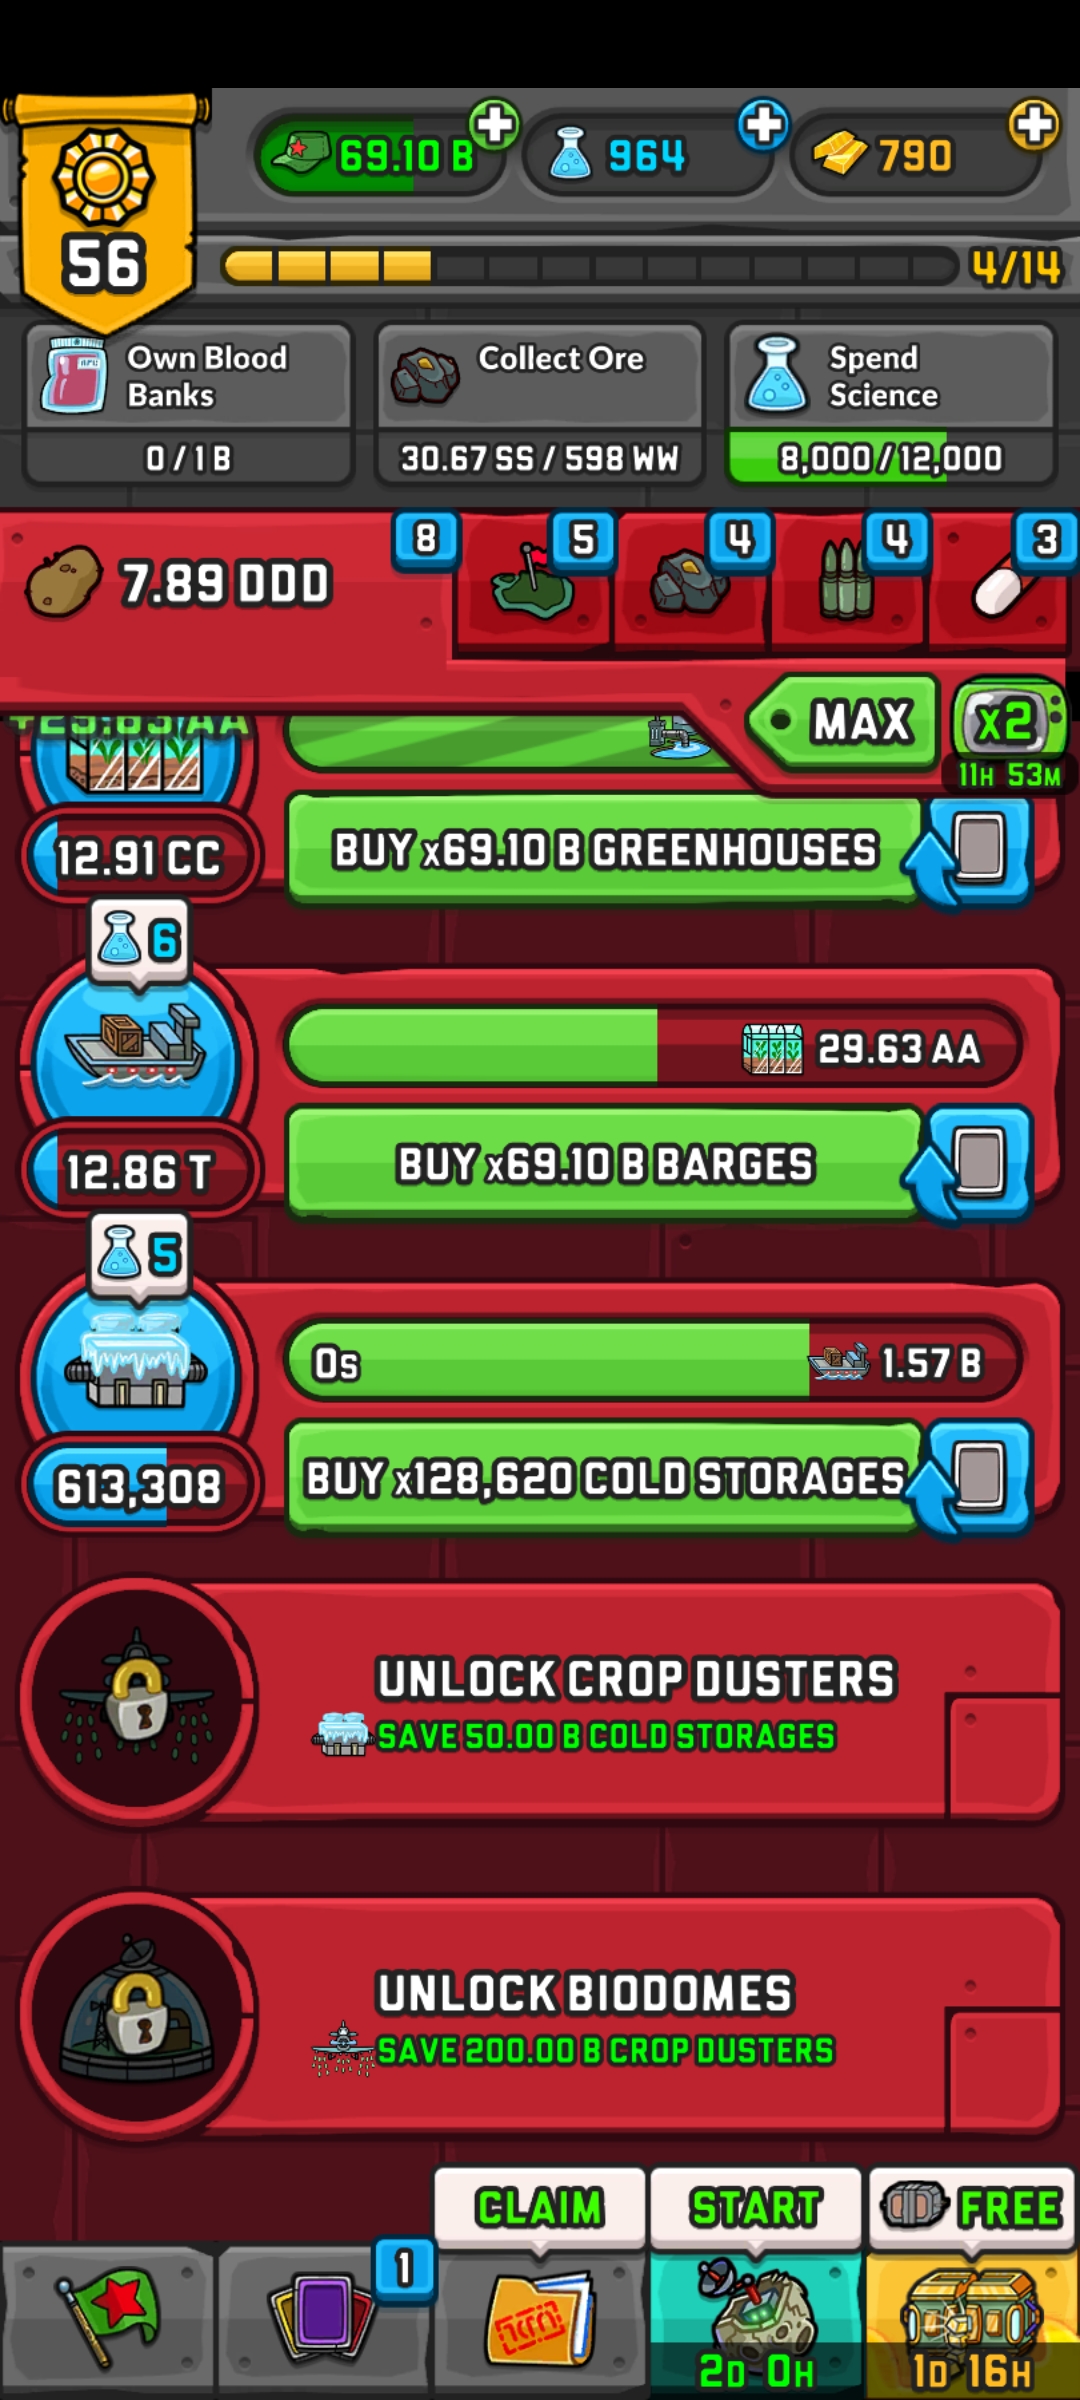 69.10 B
964
790
56
4/14
Own Blood
Banks
Collect Ore
Spend
Science
0 / 1 B
30.67 SS / 598 WW
8,000 / 12,000
7.89 DDD
8
5
4
4
3
MAX
x2
11H 53M
+29.63 AA
12.91 CC
BUY x69.10 B GREENHOUSES
6
29.63 AA
12.86 T
BUY x69.10 B BARGES
5
0s
1.57 B
613,308
BUY x128,620 COLD STORAGES
UNLOCK CROP DUSTERS
SAVE 50.00 B COLD STORAGES
UNLOCK BIODOMES
SAVE 200.00 B CROP DUSTERS
CLAIM
START
FREE
1
2D 0H
1D 16H